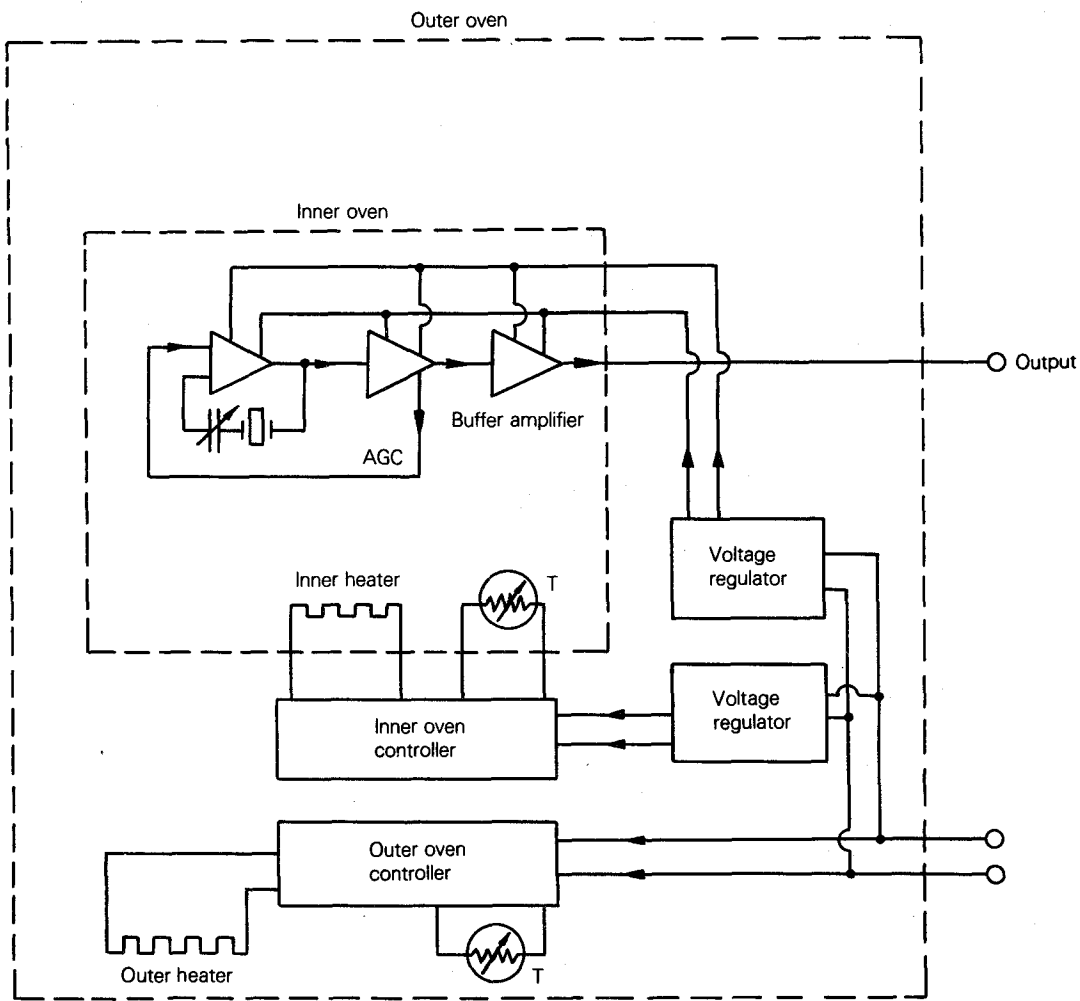 Outer oven
Inner oven
Output
Buffer amplifier
AGC
Voltage
regulator
Inner heater
T
Voltage
regulator
Inner oven
controller
Outer oven
controller
Outer heater
T